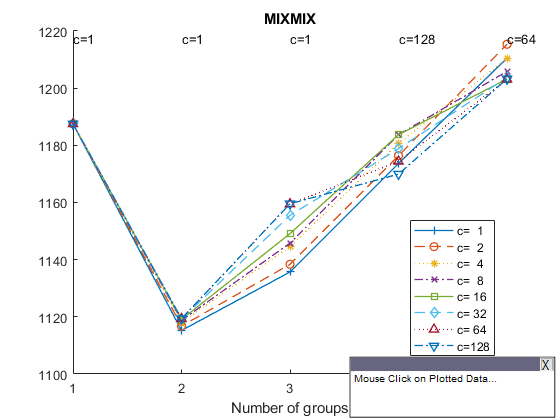 MIXMIX
c=1 c=1 c=1 c=128 c=64
1220
1200
1180
1160
1140
1120
1100
1 2 3
Number of groups
c= 1
c= 2
c= 4
c= 8
c= 16
c= 32
c= 64
c=128
X
Mouse Click on Plotted Data...